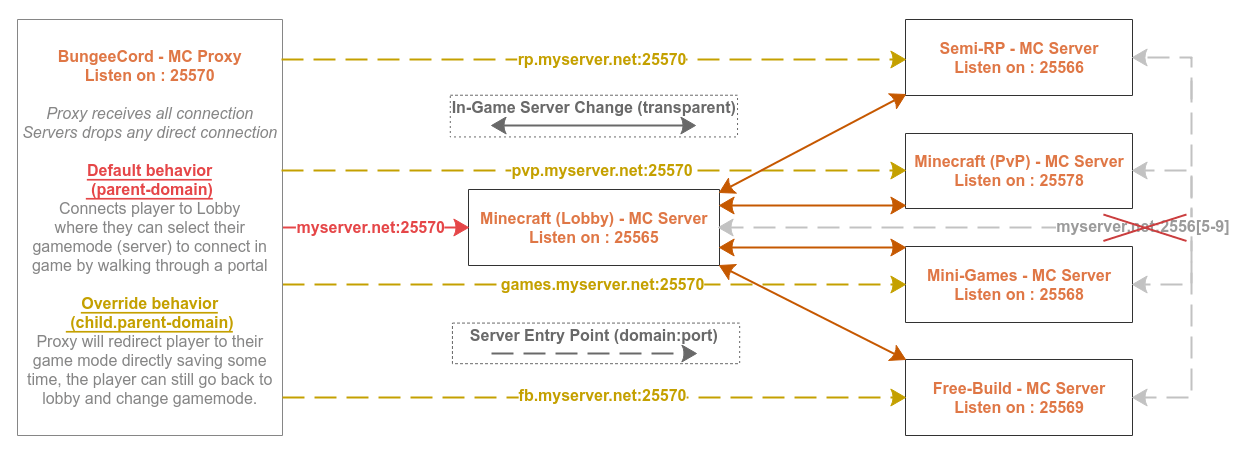 BungeeCord - MC Proxy
Listen on : 25570
Proxy receives all connection
Servers drops any direct connection
Default behavior
(parent-domain)
Connects player to Lobby
where they can select their
gamemode (server) to connect in
game by walking through a portal
Override behavior
(child.parent-domain)
Proxy will redirect player to their
game mode directly saving some
time, the player can still go back to
lobby and change gamemode.
rp.myserver.net:25570
In-Game Server Change (transparent)
pvp.myserver.net:25570
myserver.net:25570
Minecraft (Lobby) - MC Server
Listen on : 25565
games.myserver.net:25570
Server Entry Point (domain:port)
fb.myserver.net:25570
Semi-RP - MC Server
Listen on : 25566
Minecraft (PvP) - MC Server
Listen on : 25578
myserver.net:2556[5-9]
Mini-Games - MC Server
Listen on : 25568
Free-Build - MC Server
Listen on : 25569